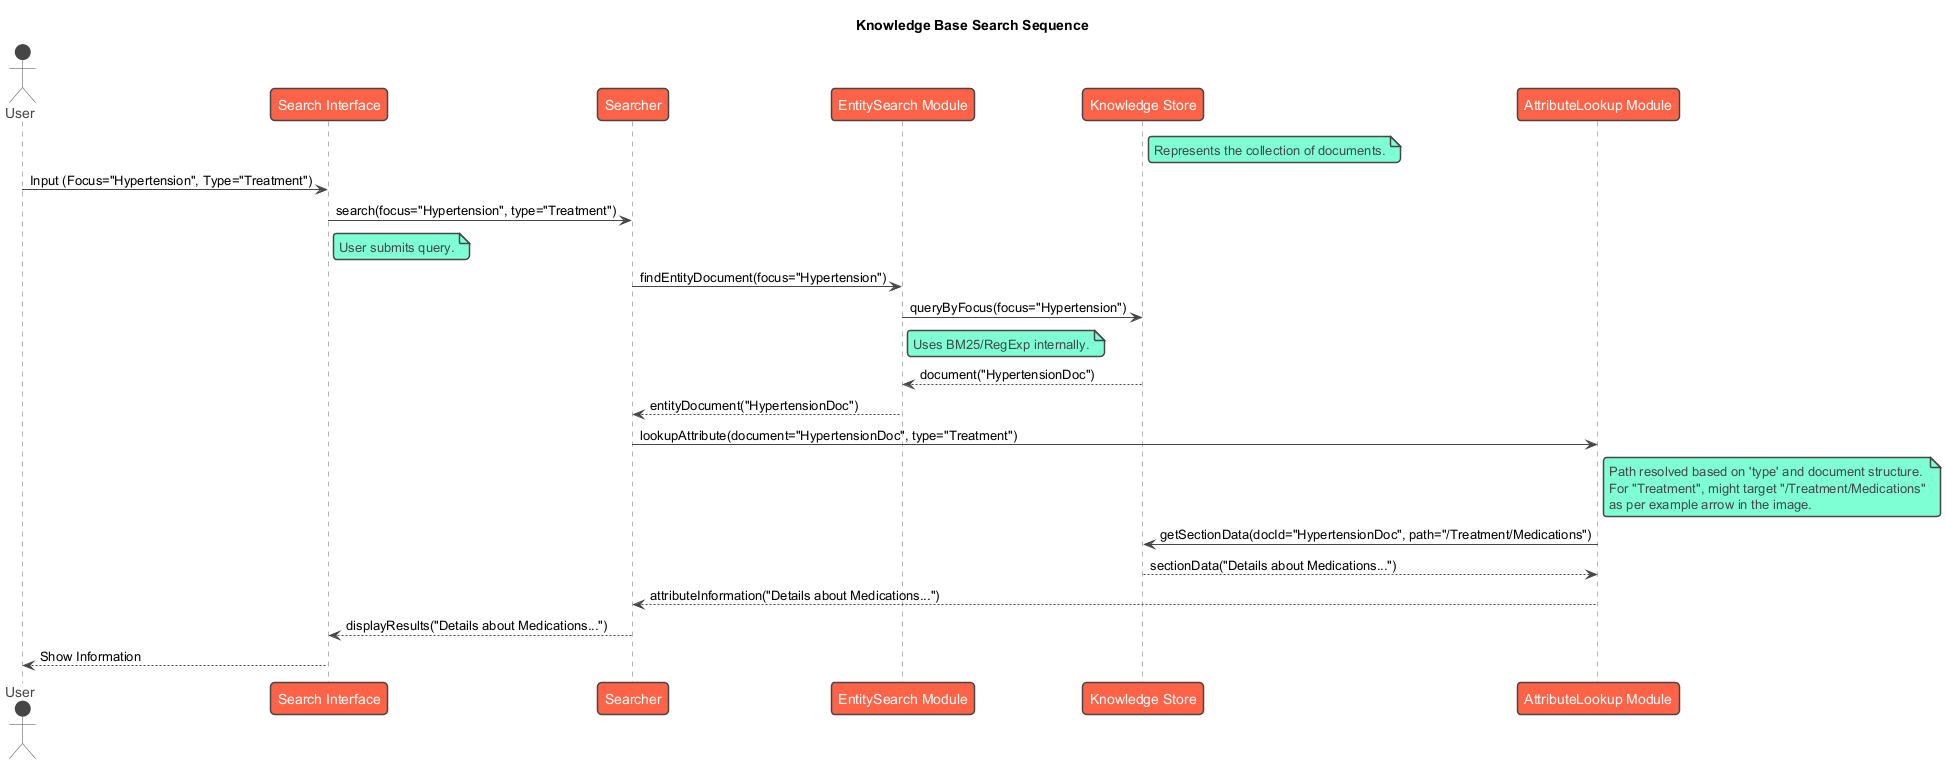 Knowledge Base Search Sequence
User
Search Interface
Searcher
EntitySearch Module
Knowledge Store
AttributeLookup Module
Represents the collection of documents.
Input (Focus="Hypertension", Type="Treatment")
search(focus="Hypertension", type="Treatment")
User submits query.
findEntityDocument(focus="Hypertension")
queryByFocus(focus="Hypertension")
Uses BM25/RegExp internally.
document("HypertensionDoc")
entityDocument("HypertensionDoc")
lookupAttribute(document="HypertensionDoc", type="Treatment")
Path resolved based on 'type' and document structure.
For "Treatment", might target "/Treatment/Medications"
as per example arrow in the image.
getSectionData(docId="HypertensionDoc", path="/Treatment/Medications")
sectionData("Details about Medications...")
attributeInformation("Details about Medications...")
displayResults("Details about Medications...")
Show Information
User
Search Interface
Searcher
EntitySearch Module
Knowledge Store
AttributeLookup Module